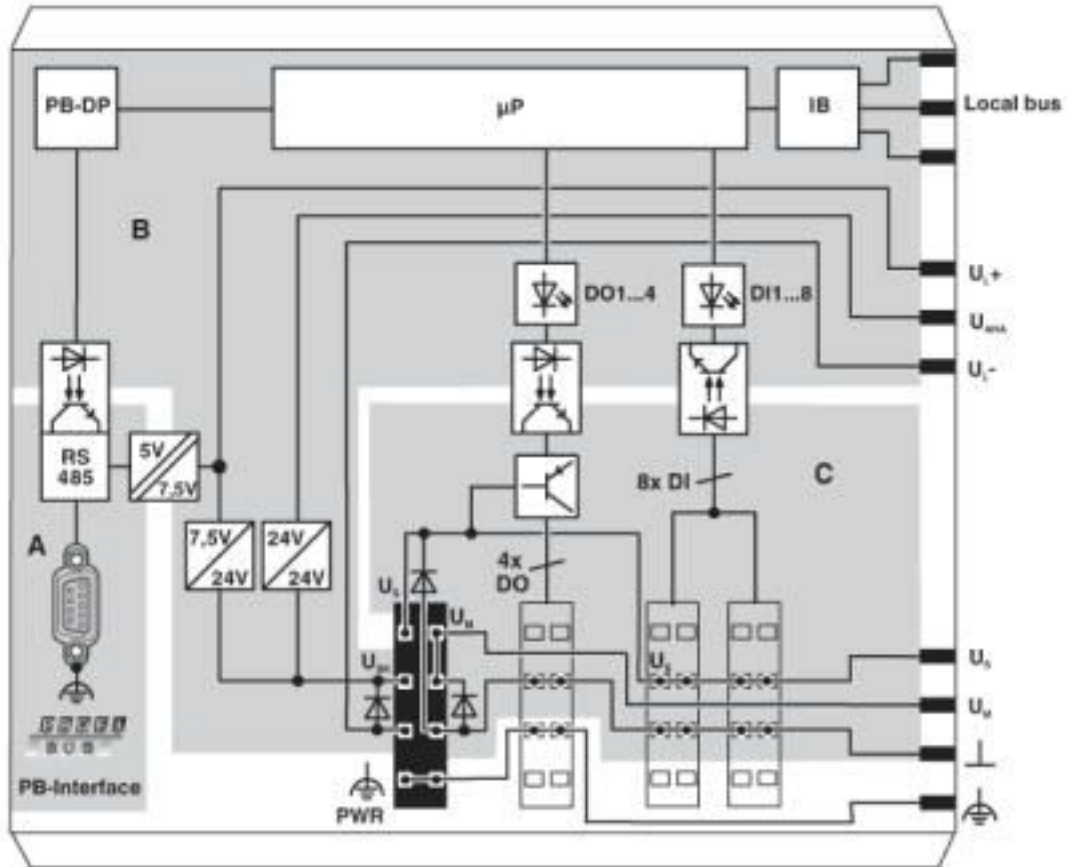 PB-DP
µP
IB
Local bus
B
U_L+
DO1...4
DI1...8
U_ANA
U_L-
RS
485
5V
7,5V
8x DI
C
A
7,5V
24V
24V
24V
4x
DO
U_S
U_M
U_S
U_S
U_M
BUS
PB-Interface
PWR